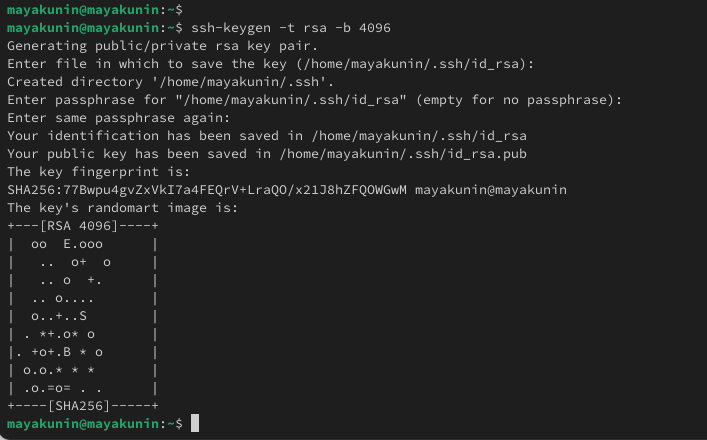 mayakunin@mayakunin:~$
mayakunin@mayakunin:~$ ssh-keygen -t rsa -b 4096
Generating public/private rsa key pair.
Enter file in which to save the key (/home/mayakunin/.ssh/id_rsa):
Created directory '/home/mayakunin/.ssh'.
Enter passphrase for "/home/mayakunin/.ssh/id_rsa" (empty for no passphrase):
Enter same passphrase again:
Your identification has been saved in /home/mayakunin/.ssh/id_rsa
Your public key has been saved in /home/mayakunin/.ssh/id_rsa.pub
The key fingerprint is:
SHA256:77Bwpu4gvZxVkI7a4FEQrV+LraQO/x21J8hZFQOWGwM mayakunin@mayakunin
The key's randomart image is:
+---[RSA 4096]----+
|  oo  E.ooo      |
|   ..  o+  o     |
|   .. o  +.      |
|  .. o....       |
|  o..+..S        |
| . *+.o* o       |
|. +o+.B * o      |
| o.o.* * *       |
| .o.=o= . .      |
+----[SHA256]-----+
mayakunin@mayakunin:~$